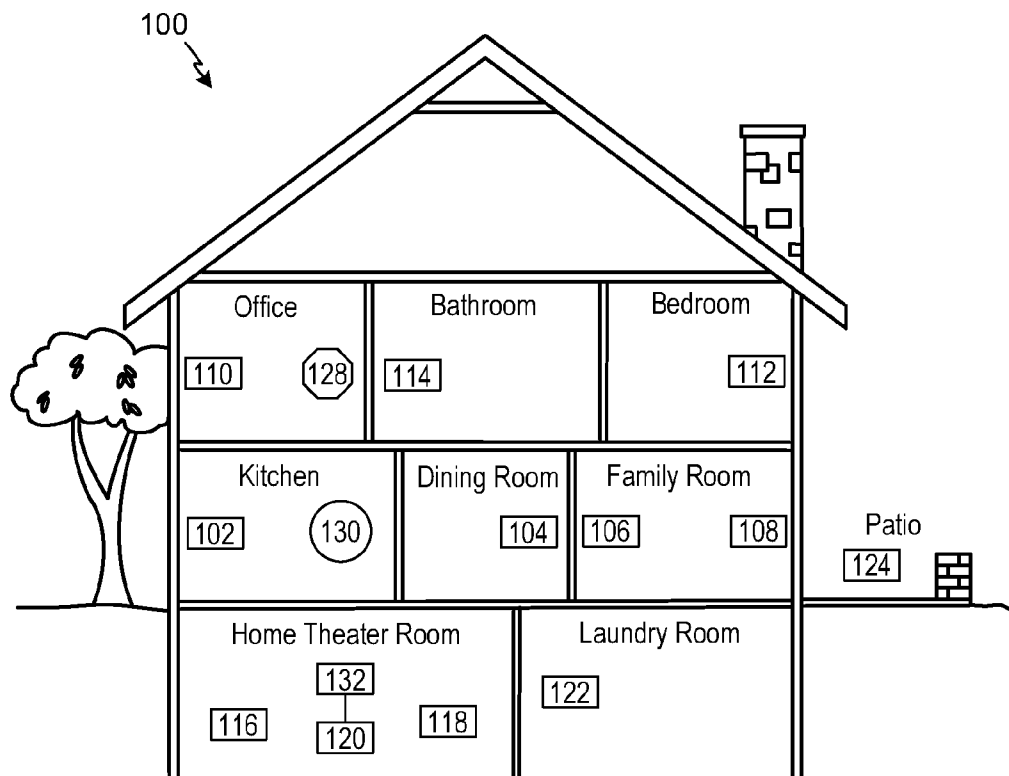 100
Office Bathroom Bedroom
110 128 114 112
Kitchen Dining Room Family Room
102 130 104 106 108
Patio
124
Home Theater Room Laundry Room
132
122
116 120 118